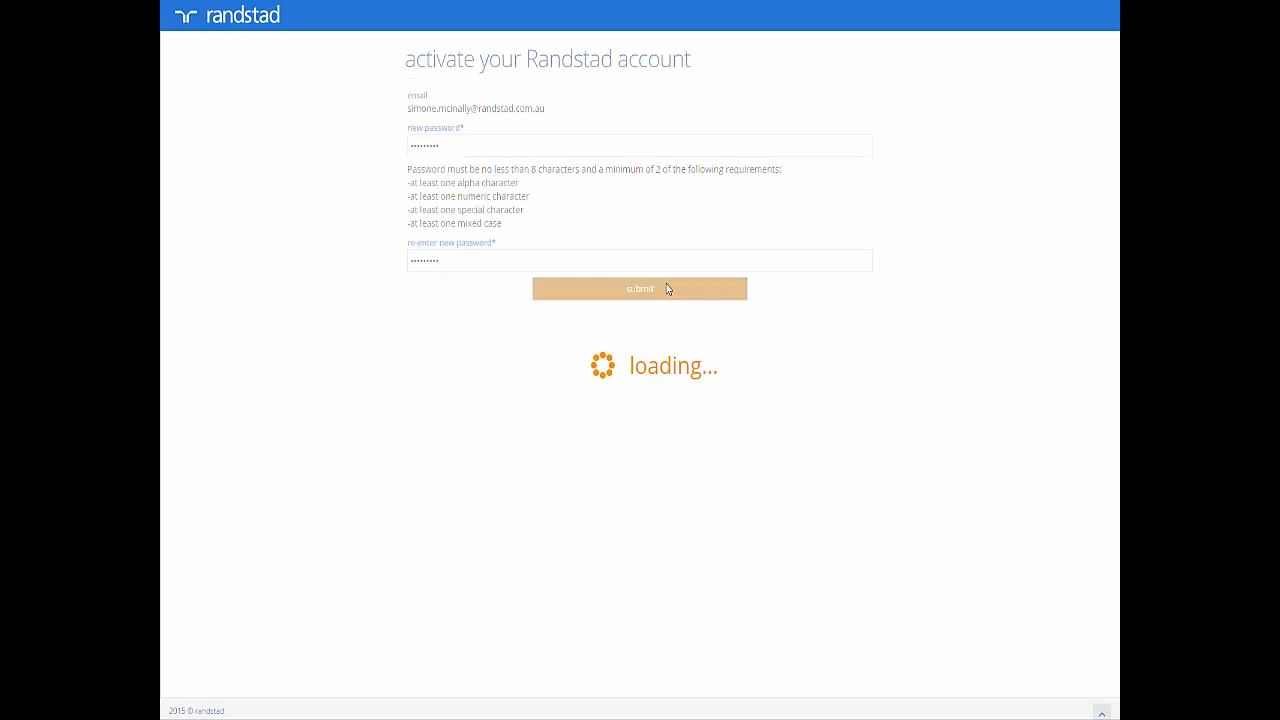 randstad
activate your Randstad account
email
simone.mcinally@randstad.com.au
new password*
•••••••••
Password must be no less than 8 characters and a minimum of 2 of the following requirements:
-at least one alpha character
-at least one numeric character
-at least one special character
-at least one mixed case
re-enter new password*
•••••••••
submit
loading...
2015 © randstad